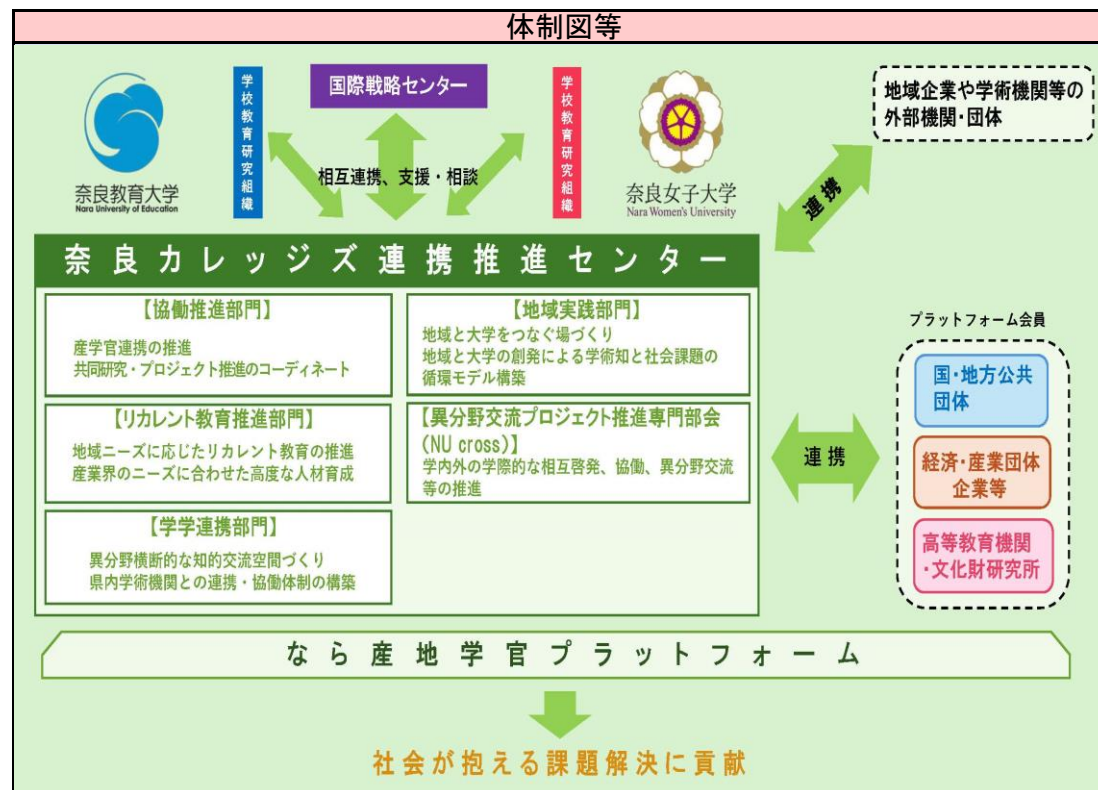 体制図等
学校教育研究組織
国際戦略センター
学校教育研究組織
奈良教育大学
Nara University of Education
相互連携、支援・相談
奈良女子大学
Nara Women's University
地域企業や学術機関等の
外部機関・団体
連携
奈良カレッジズ連携推進センター
【協働推進部門】
産学官連携の推進
共同研究・プロジェクト推進のコーディネート
【地域実践部門】
地域と大学をつなぐ場づくり
地域と大学の創発による学術知と社会課題の
循環モデル構築
【リカレント教育推進部門】
地域ニーズに応じたリカレント教育の推進
産業界のニーズに合わせた高度な人材育成
【異分野交流プロジェクト推進専門部会
(NU cross)】
学内外の学際的な相互啓発、協働、異分野交流
等の推進
【学学連携部門】
異分野横断的な知的交流空間づくり
県内学術機関との連携・協働体制の構築
連携
プラットフォーム会員
国・地方公共
団体
経済・産業団体
企業等
高等教育機関
・文化財研究所
なら産地学官プラットフォーム
社会が抱える課題解決に貢献